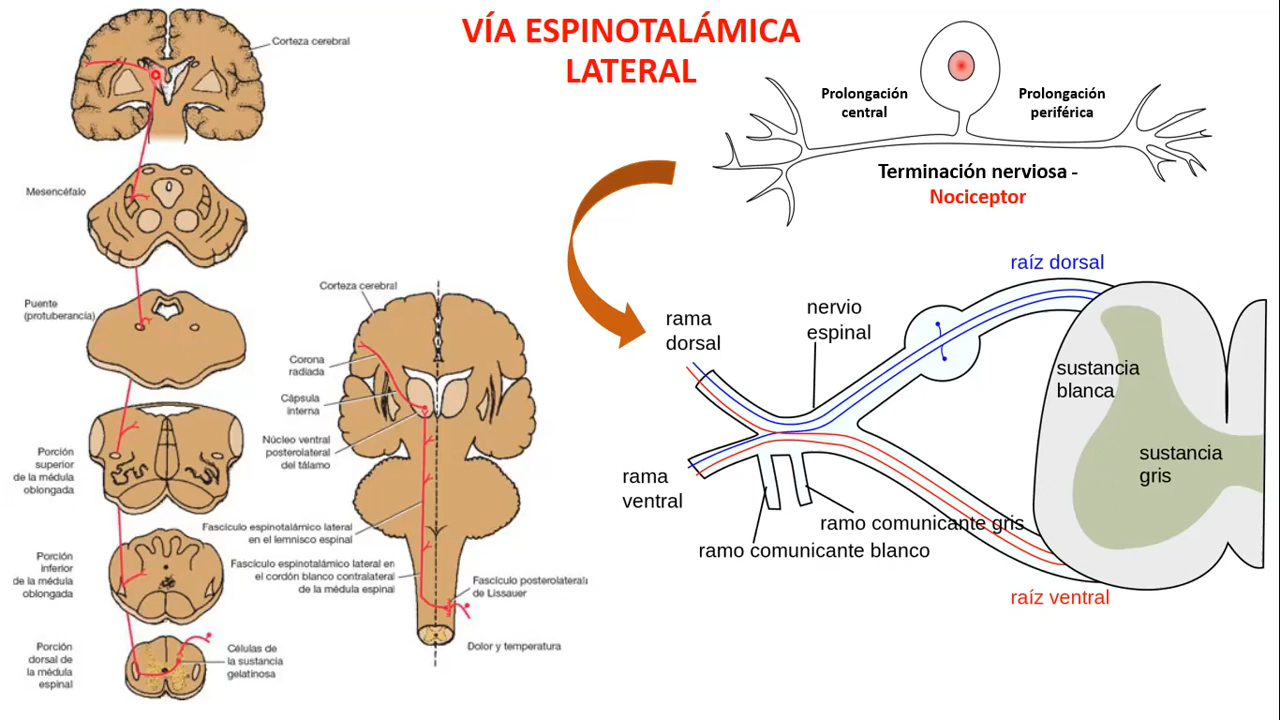 VÍA ESPINOTALÁMICA
LATERAL
Corteza cerebral
Mesencéfalo
Puente
(protuberancia)
Porción
superior
de la médula
oblongada
Porción
inferior
de la médula
oblongada
Porción
dorsal de
la médula
espinal
Células de
la sustancia
gelatinosa
Corteza cerebral
Corona
radiada
Cápsula
interna
Núcleo ventral
posterolateral
del tálamo
Fascículo espinotalámico lateral
en el lemnisco espinal
Fascículo espinotalámico lateral en
el cordón blanco contralateral
de la médula espinal
Fascículo posterolateral
de Lissauer
Dolor y temperatura
Prolongación
central
Prolongación
periférica
Terminación nerviosa -
Nociceptor
raíz dorsal
nervio
espinal
rama
dorsal
sustancia
blanca
sustancia
gris
rama
ventral
ramo comunicante gris
ramo comunicante blanco
raíz ventral